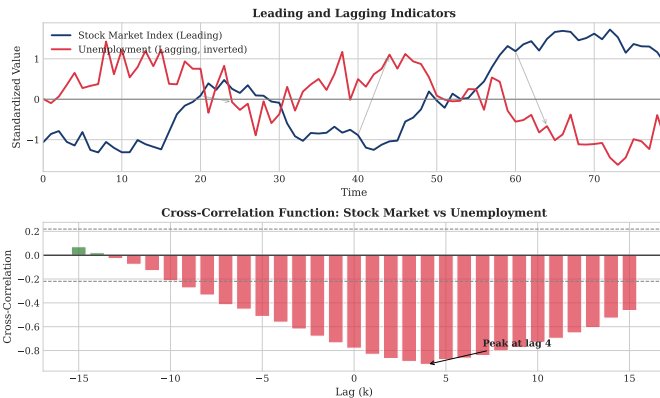 Leading and Lagging Indicators
Stock Market Index (Leading)
Unemployment (Lagging, inverted)
Standardized Value
1
0
−1
0
10
20
30
40
50
60
70
Time
Cross-Correlation Function: Stock Market vs Unemployment
Cross-Correlation
0.2
0.0
−0.2
−0.4
−0.6
−0.8
Peak at lag 4
−15
−10
−5
0
5
10
15
Lag (k)